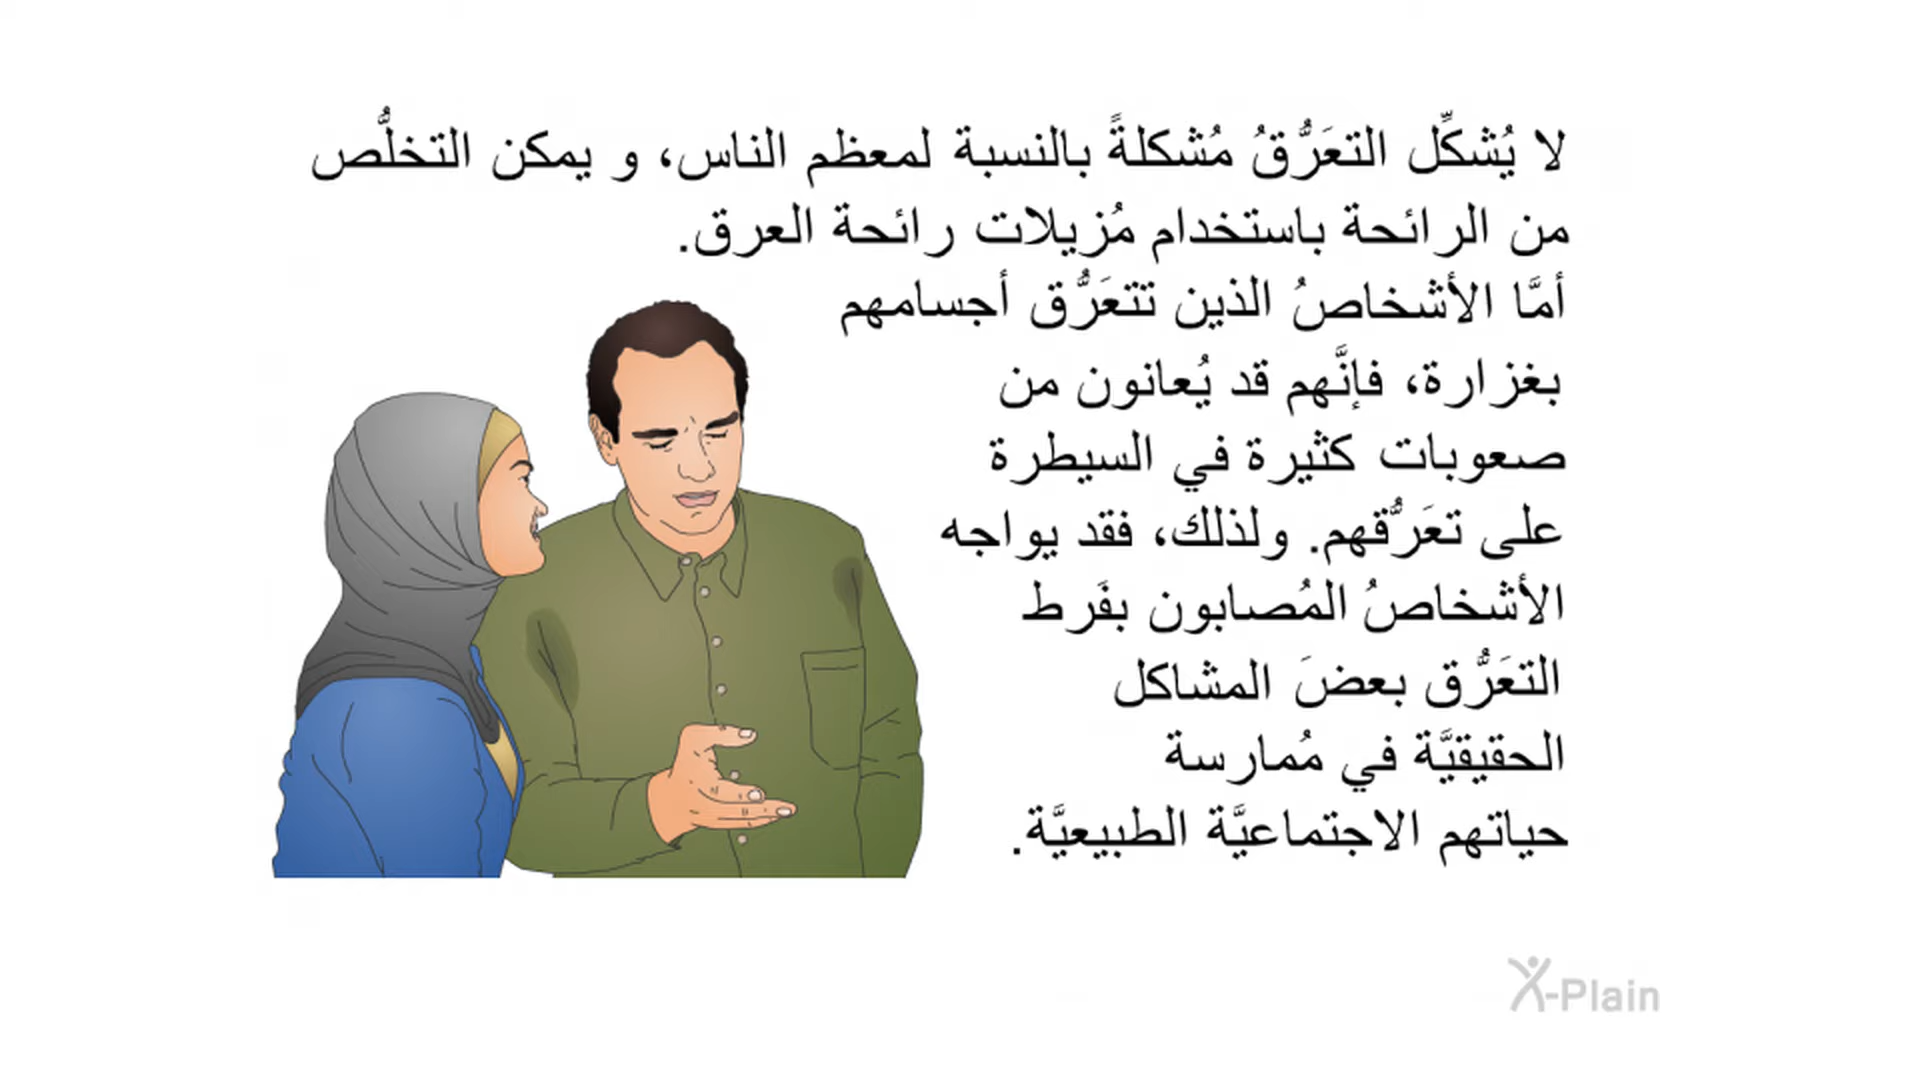 لا يُشكِّل التعَرُّقُ مُشكلةً بالنسبة لمعظم الناس، و يمكن التخلُّص
من الرائحة باستخدام مُزيلات رائحة العرق.
أمَّا الأشخاصُ الذين تتعَرُّق أجسامهم
بغزارة، فإنَّهم قد يُعانون من
صعوبات كثيرة في السيطرة
على تعَرُّقهم. ولذلك، فقد يواجه
الأشخاصُ المُصابون بفَرط
التعَرُّق بعضَ المشاكل
الحقيقيَّة في مُمارسة
حياتهم الاجتماعيَّة الطبيعيَّة.
X-Plain